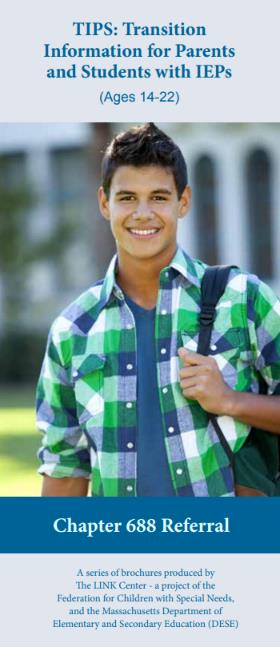 TIPS: Transition
Information for Parents
and Students with IEPs
(Ages 14-22)
Chapter 688 Referral
A series of brochures produced by
The LINK Center - a project of the
Federation for Children with Special Needs,
and the Massachusetts Department of
Elementary and Secondary Education (DESE)